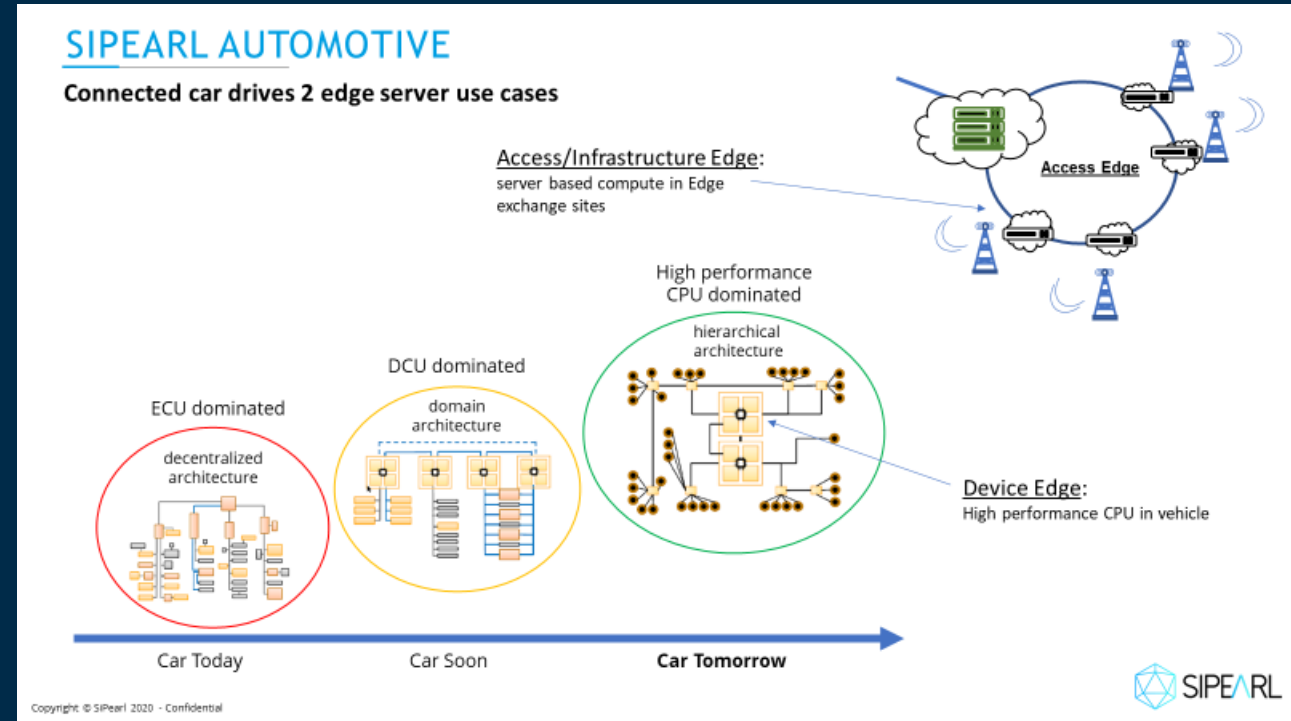 SIPEARL AUTOMOTIVE
Connected car drives 2 edge server use cases
Access/Infrastructure Edge:
server based compute in Edge
exchange sites
Access Edge
High performance
CPU dominated
hierarchical
architecture
DCU dominated
domain
architecture
ECU dominated
decentralized
architecture
Device Edge:
High performance CPU in vehicle
Car Today
Car Soon
Car Tomorrow
Copyright © SiPearl 2020 - Confidential
SIPEARL